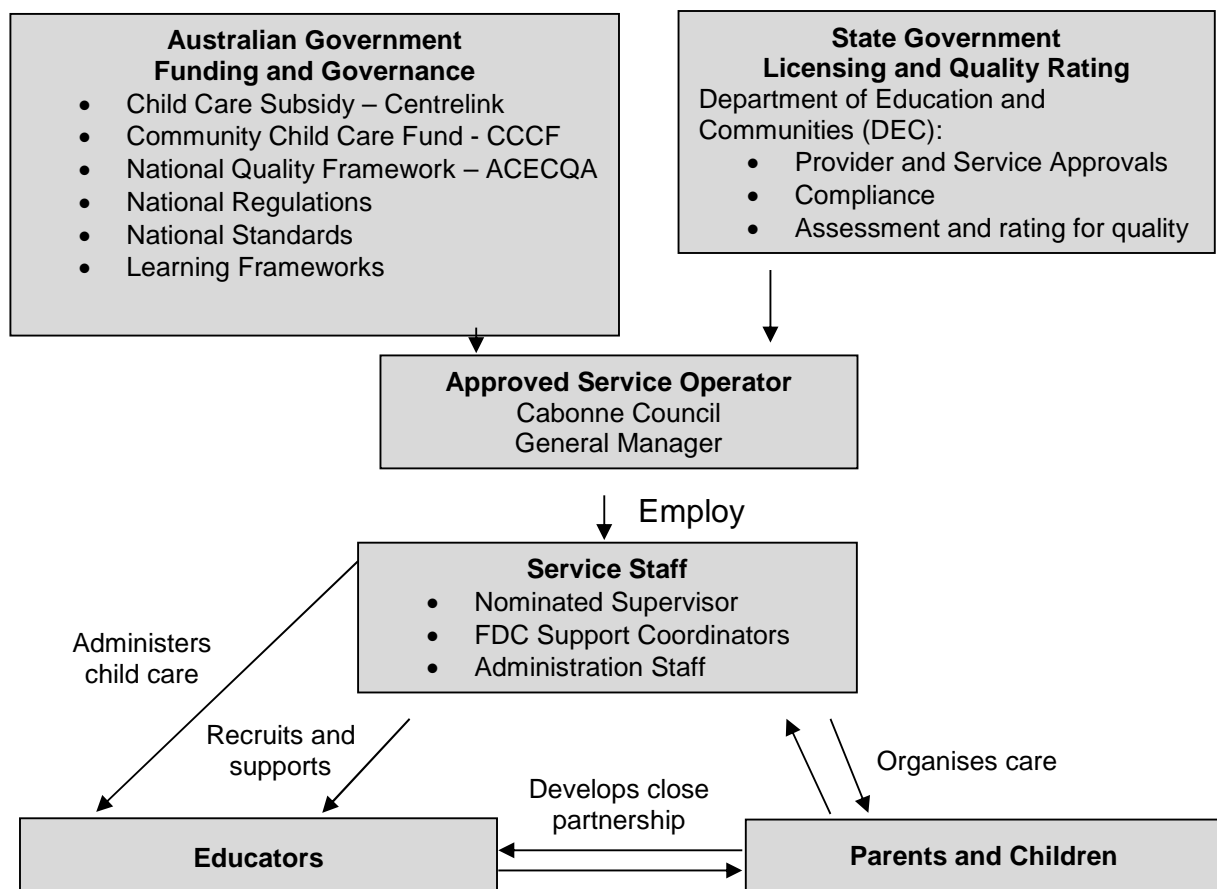 Australian Government
Funding and Governance
• Child Care Subsidy – Centrelink
• Community Child Care Fund - CCCF
• National Quality Framework – ACECQA
• National Regulations
• National Standards
• Learning Frameworks
State Government
Licensing and Quality Rating
Department of Education and
Communities (DEC):
• Provider and Service Approvals
• Compliance
• Assessment and rating for quality
Approved Service Operator
Cabonne Council
General Manager
Employ
Service Staff
• Nominated Supervisor
• FDC Support Coordinators
• Administration Staff
Administers
child care
Recruits and
supports
Organises care
Develops close
partnership
Educators
Parents and Children